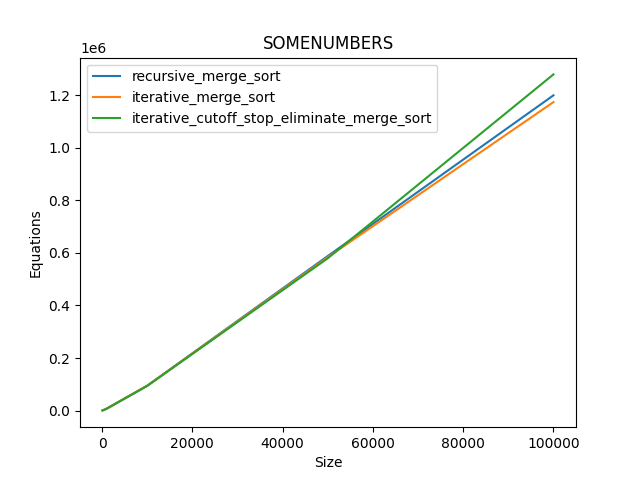 SOMENUMBERS
1e6
recursive_merge_sort
iterative_merge_sort
iterative_cutoff_stop_eliminate_merge_sort
1.2
1.0
0.8
0.6
0.4
0.2
0.0
Equations
0 20000 40000 60000 80000 100000
Size